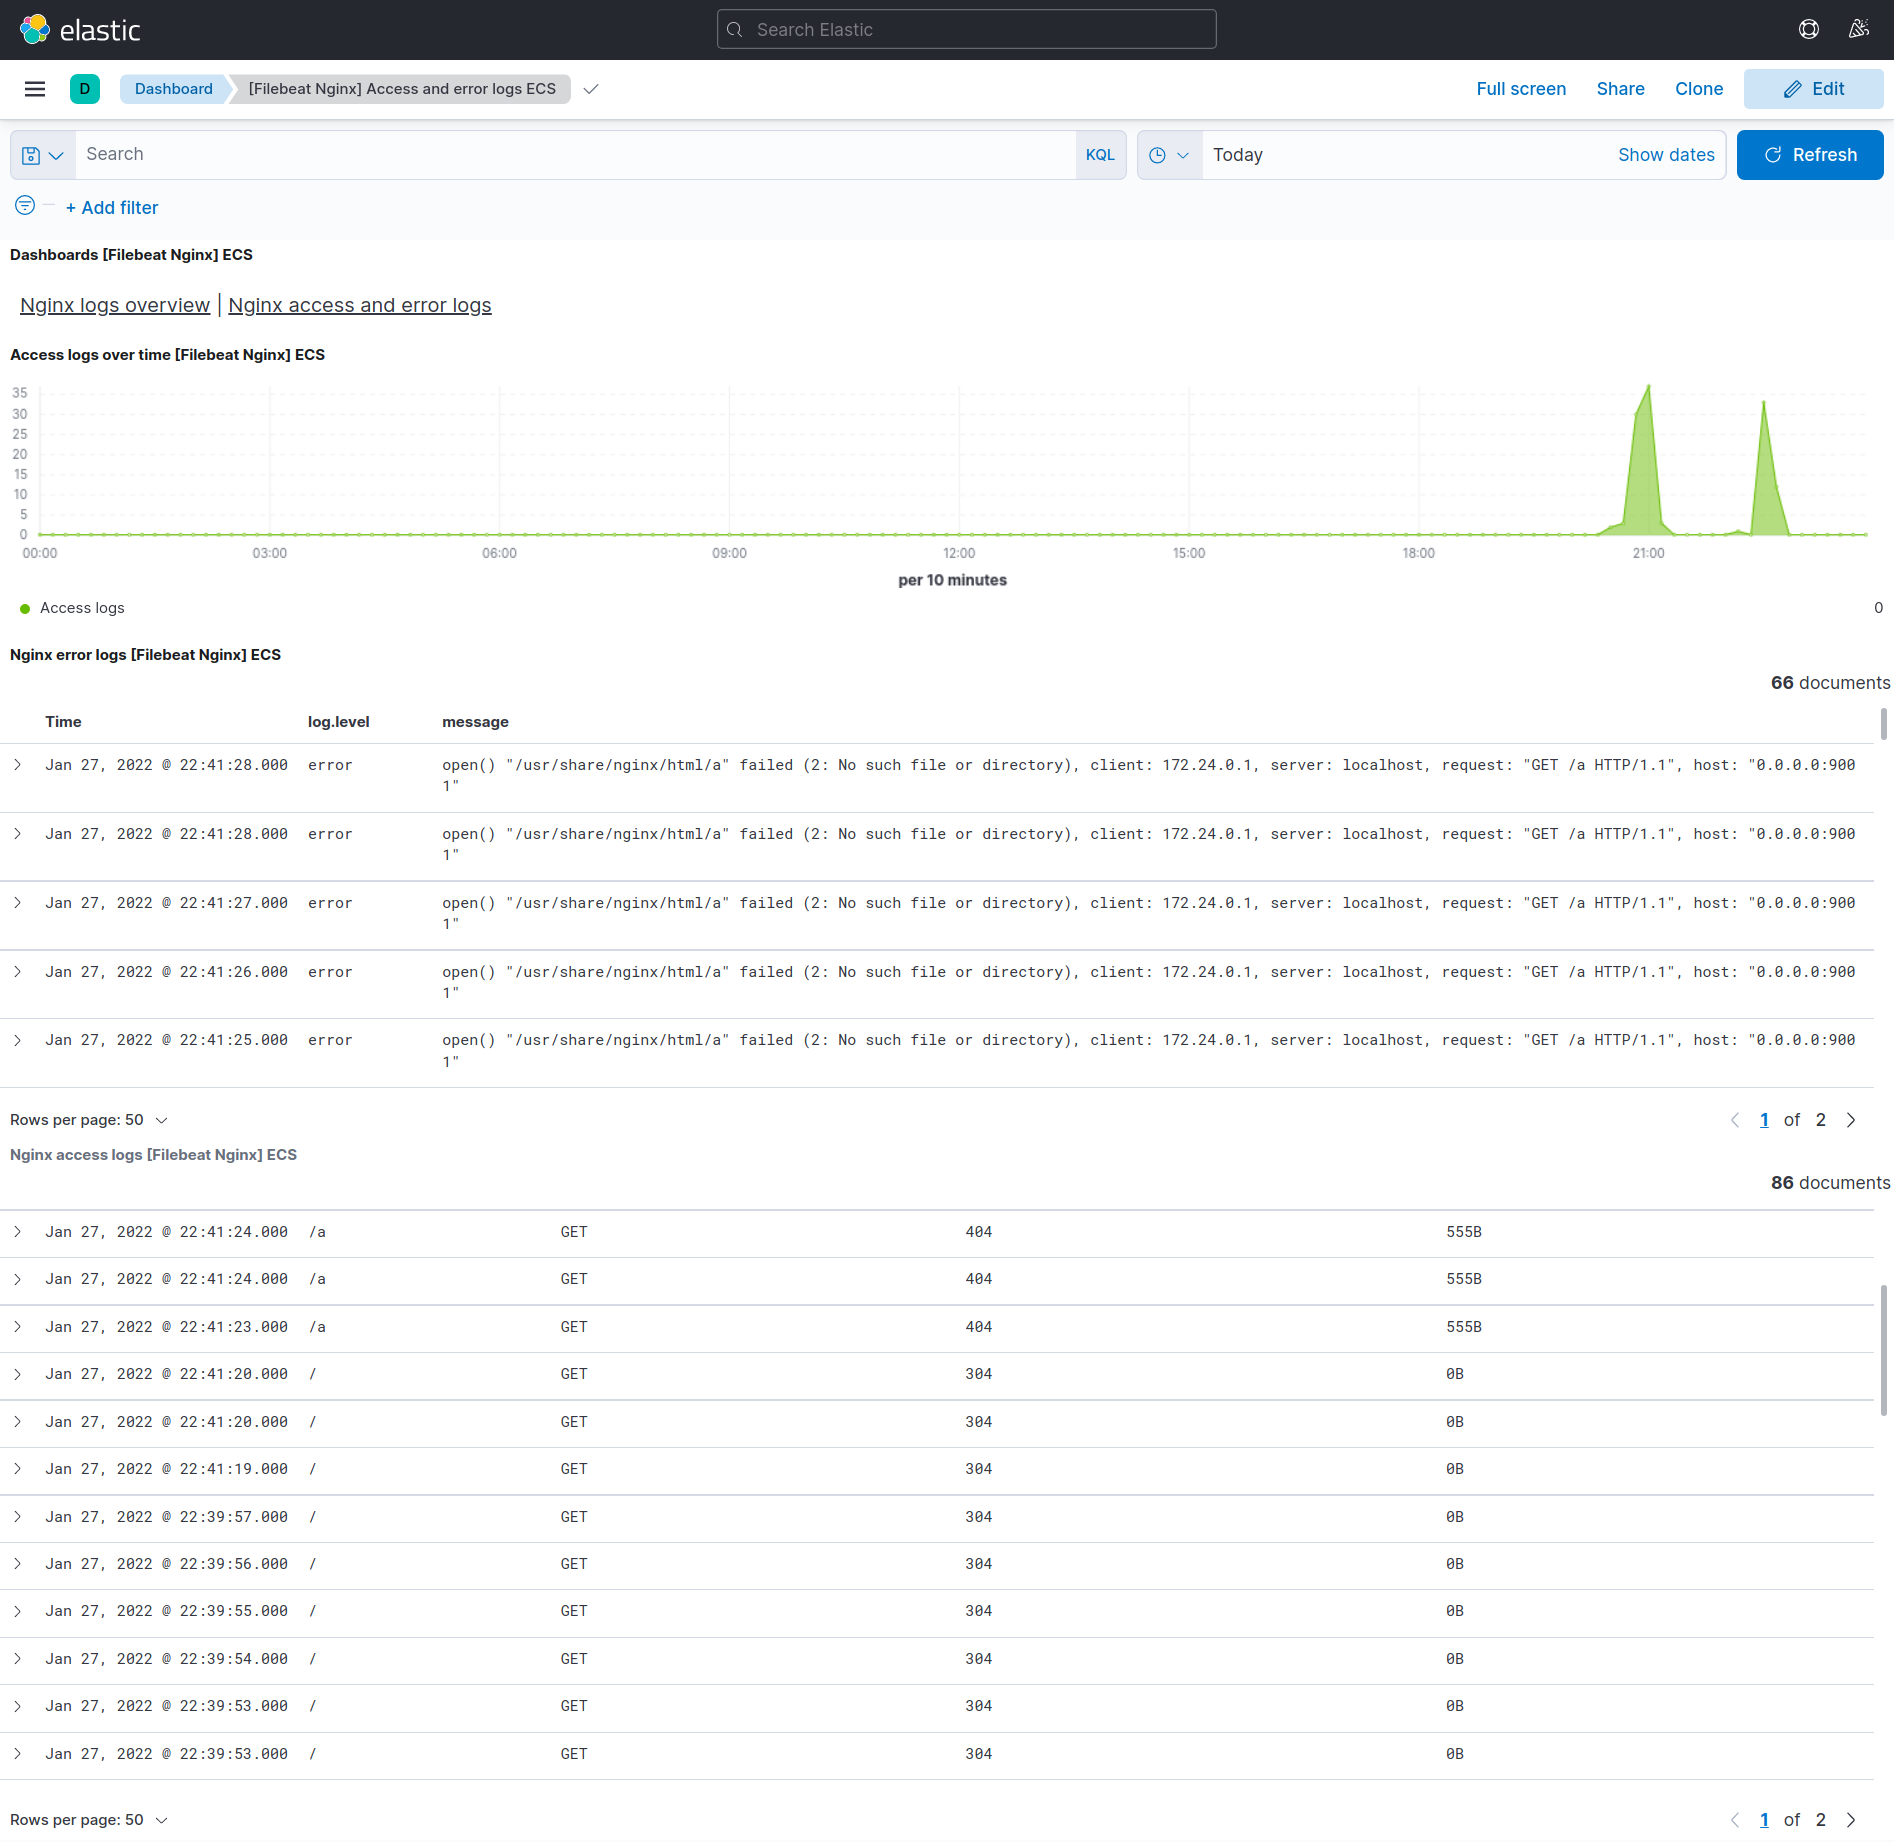 elastic
Search Elastic
D
Dashboard
[Filebeat Nginx] Access and error logs ECS
Full screen
Share
Clone
Edit
Search
KQL
Today
Show dates
Refresh
+ Add filter
Dashboards [Filebeat Nginx] ECS
Nginx logs overview | Nginx access and error logs
Access logs over time [Filebeat Nginx] ECS
35
30
25
20
15
10
5
0
00:00 03:00 06:00 09:00 12:00 15:00 18:00 21:00
per 10 minutes
Access logs 0
Nginx error logs [Filebeat Nginx] ECS
66 documents
Time log.level message
Jan 27, 2022 @ 22:41:28.000 error open() "/usr/share/nginx/html/a" failed (2: No such file or directory), client: 172.24.0.1, server: localhost, request: "GET /a HTTP/1.1", host: "0.0.0.0:900
1"
Jan 27, 2022 @ 22:41:28.000 error open() "/usr/share/nginx/html/a" failed (2: No such file or directory), client: 172.24.0.1, server: localhost, request: "GET /a HTTP/1.1", host: "0.0.0.0:900
1"
Jan 27, 2022 @ 22:41:27.000 error open() "/usr/share/nginx/html/a" failed (2: No such file or directory), client: 172.24.0.1, server: localhost, request: "GET /a HTTP/1.1", host: "0.0.0.0:900
1"
Jan 27, 2022 @ 22:41:26.000 error open() "/usr/share/nginx/html/a" failed (2: No such file or directory), client: 172.24.0.1, server: localhost, request: "GET /a HTTP/1.1", host: "0.0.0.0:900
1"
Jan 27, 2022 @ 22:41:25.000 error open() "/usr/share/nginx/html/a" failed (2: No such file or directory), client: 172.24.0.1, server: localhost, request: "GET /a HTTP/1.1", host: "0.0.0.0:900
1"
Rows per page: 50 1 of 2
Nginx access logs [Filebeat Nginx] ECS
86 documents
Jan 27, 2022 @ 22:41:24.000 /a GET 404 555B
Jan 27, 2022 @ 22:41:24.000 /a GET 404 555B
Jan 27, 2022 @ 22:41:23.000 /a GET 404 555B
Jan 27, 2022 @ 22:41:20.000 / GET 304 0B
Jan 27, 2022 @ 22:41:20.000 / GET 304 0B
Jan 27, 2022 @ 22:41:19.000 / GET 304 0B
Jan 27, 2022 @ 22:39:57.000 / GET 304 0B
Jan 27, 2022 @ 22:39:56.000 / GET 304 0B
Jan 27, 2022 @ 22:39:55.000 / GET 304 0B
Jan 27, 2022 @ 22:39:54.000 / GET 304 0B
Jan 27, 2022 @ 22:39:53.000 / GET 304 0B
Jan 27, 2022 @ 22:39:53.000 / GET 304 0B
Rows per page: 50 1 of 2